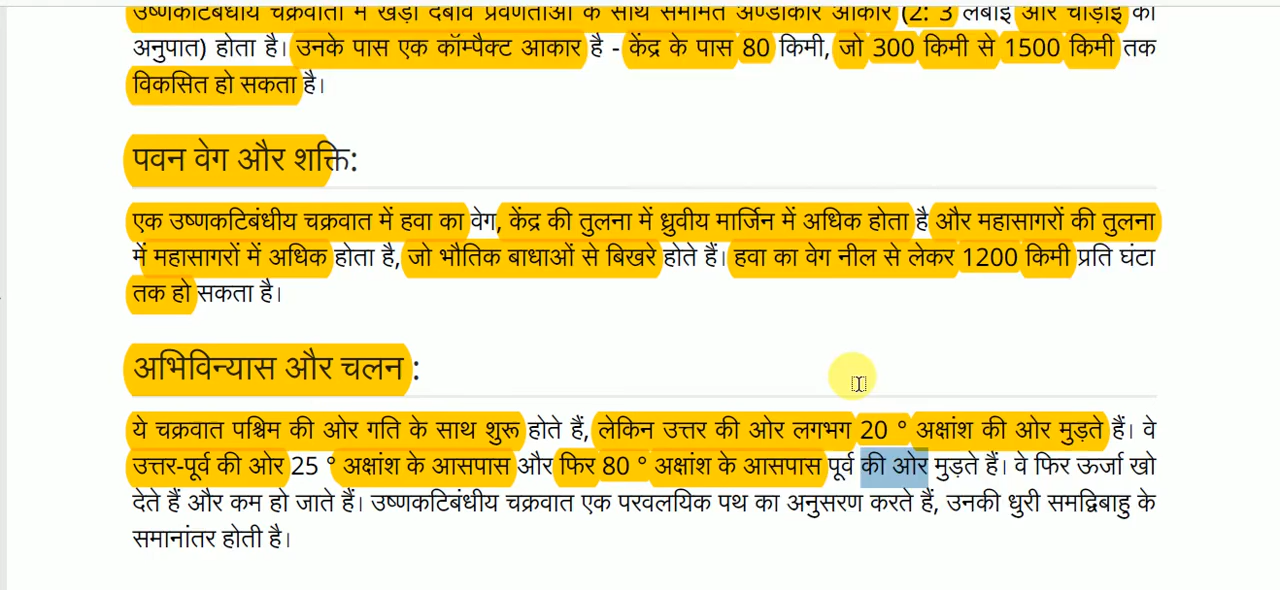 उष्णकटिबंधीय चक्रवातों में खड़ी दबाव प्रवणताओं के साथ सममित अण्डाकार आकार (2: 3 लंबाई और चौड़ाई का
अनुपात) होता है। उनके पास एक कॉम्पैक्ट आकार है - केंद्र के पास 80 किमी, जो 300 किमी से 1500 किमी तक
विकसित हो सकता है।
पवन वेग और शक्ति:
एक उष्णकटिबंधीय चक्रवात में हवा का वेग, केंद्र की तुलना में ध्रुवीय मार्जिन में अधिक होता है और महासागरों की तुलना
में महासागरों में अधिक होता है, जो भौतिक बाधाओं से बिखरे होते हैं। हवा का वेग नील से लेकर 1200 किमी प्रति घंटा
तक हो सकता है।
अभिविन्यास और चलन :
ये चक्रवात पश्चिम की ओर गति के साथ शुरू होते हैं, लेकिन उत्तर की ओर लगभग 20 ° अक्षांश की ओर मुड़ते हैं। वे
उत्तर-पूर्व की ओर 25 ° अक्षांश के आसपास और फिर 80 ° अक्षांश के आसपास पूर्व की ओर मुड़ते हैं। वे फिर ऊर्जा खो
देते हैं और कम हो जाते हैं। उष्णकटिबंधीय चक्रवात एक परवलयिक पथ का अनुसरण करते हैं, उनकी धुरी समद्विबाहु के
समानांतर होती है।